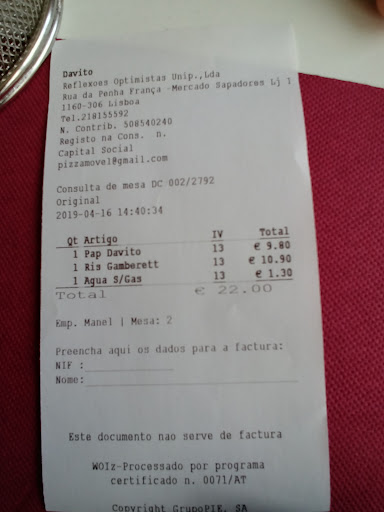 Davito
Reflexoes Optimistas Unip.,Lda
Rua da Penha França -Mercado Sapadores Lj 1
1160-306 Lisboa
Tel.218155592
N. Contrib. 508540240
Registo na Cons. n.
Capital Social
pizzamovel@gmail.com
Consulta de mesa DC 002/2792
Original
2019-04-16 14:40:34
Qt Artigo IV Total
1 Pap Davito 13 € 9.80
1 Ris Gamberett 13 € 10.90
1 Agua S/Gas 13 € 1.30
Total € 22.00
Emp. Manel | Mesa: 2
Preencha aqui os dados para a factura:
NIF :
Nome:
Este documento nao serve de factura
WOIz-Processado por programa
certificado n. 0071/AT
Copyright GrupoPIE, SA